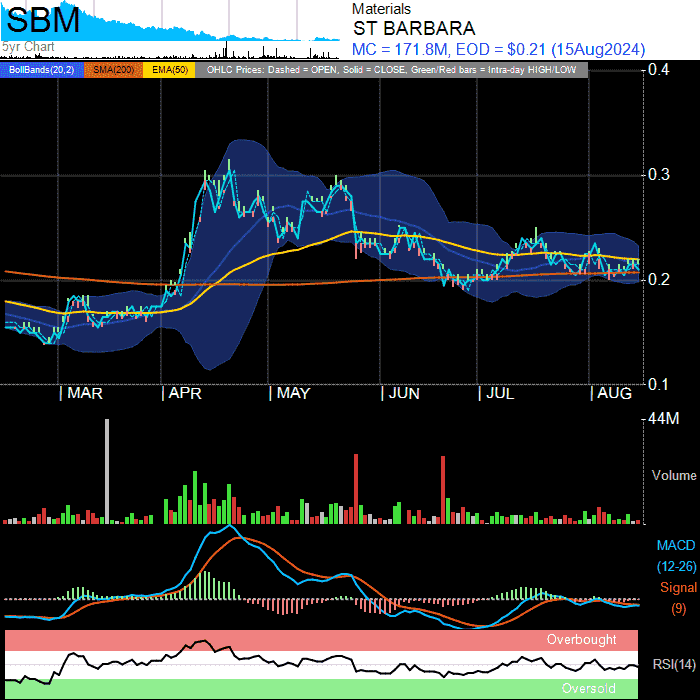 SBM
5yr Chart
Materials
ST BARBARA
MC = 171.8M, EOD = $0.21 (15Aug2024)
BollBands(20,2) SMA(200) EMA(50) OHLC Prices: Dashed = OPEN, Solid = CLOSE, Green/Red bars = Intra-day HIGH/LOW
0.4
0.3
0.2
0.1
| MAR | APR | MAY | JUN | JUL | AUG
44M
Volume
MACD
(12-26)
Signal
(9)
Overbought
RSI(14)
Oversold